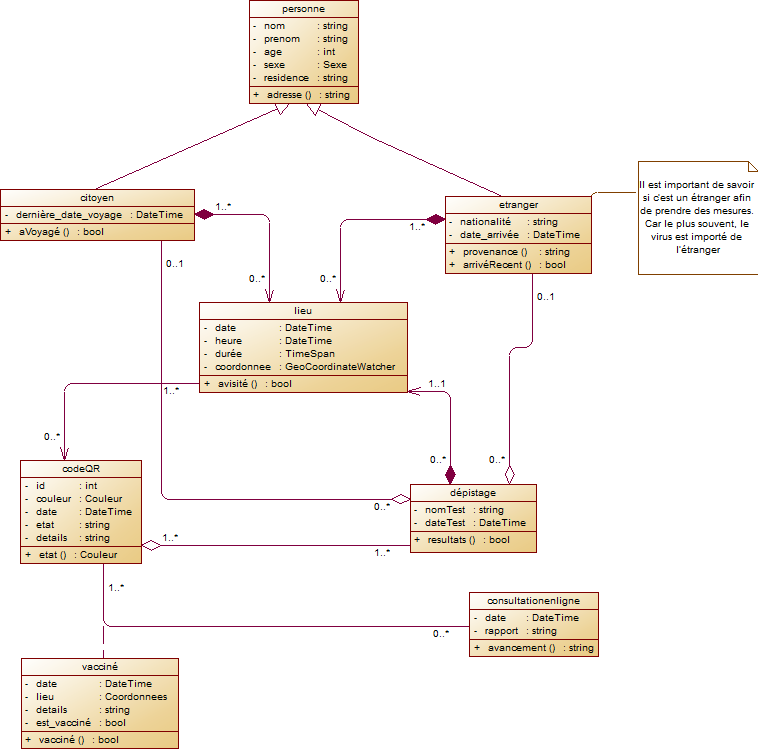 personne
- nom : string
- prenom : string
- age : int
- sexe : Sexe
- residence : string
+ adresse () : string
citoyen
- dernière_date_voyage : DateTime
+ aVoyagé () : bool
etranger
- nationalité : string
- date_arrivée : DateTime
+ provenance () : string
+ arrivéRecent () : bool
Il est important de savoir
si c'est un étranger afin
de prendre des mesures.
Car le plus souvent, le
virus est importé de
l'étranger
1..*
1..*
0..1
0..*
0..*
0..1
lieu
- date : DateTime
- heure : DateTime
- durée : TimeSpan
- coordonnee : GeoCoordinateWatcher
+ avisité () : bool
1..*
1..1
0..*
0..*
0..*
codeQR
- id : int
- couleur : Couleur
- date : DateTime
- etat : string
- details : string
+ etat () : Couleur
dépistage
- nomTest : string
- dateTest : DateTime
+ resultats () : bool
0..*
1..*
1..*
1..*
0..*
consultationenligne
- date : DateTime
- rapport : string
+ avancement () : string
vacciné
- date : DateTime
- lieu : Coordonnees
- details : string
- est_vacciné : bool
+ vacciné () : bool